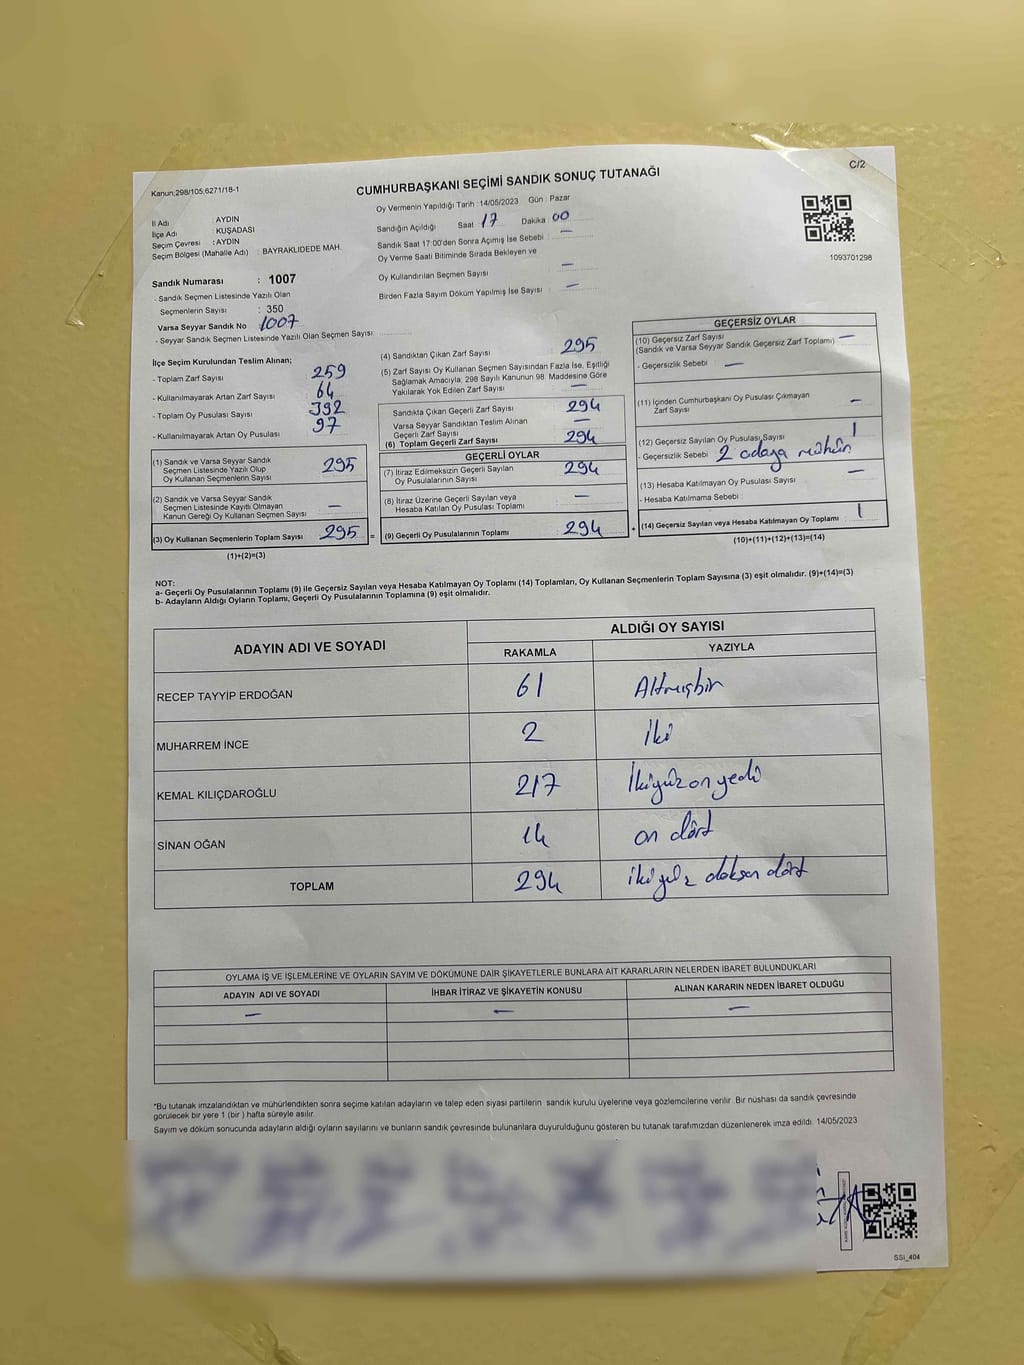 C/2
Kanun:298/105,6271/18-1
CUMHURBAŞKANI SEÇİMİ SANDIK SONUÇ TUTANAĞI
1093701298
İl Adı : AYDIN
İlçe Adı : KUŞADASI
Seçim Çevresi : AYDIN
Seçim Bölgesi (Mahalle Adı) : BAYRAKLIDEDE MAH.
Sandık Numarası : 1007
- Sandık Seçmen Listesinde Yazılı Olan
Seçmenlerin Sayısı : 350
Varsa Seyyar Sandık No 1007
- Seyyar Sandık Seçmen Listesinde Yazılı Olan Seçmen Sayısı:
Oy Vermenin Yapıldığı Tarih : 14/05/2023 Gün : Pazar
Sandığın Açıldığı Saat 17 Dakika 00
Sandık Saat 17:00'den Sonra Açımış İse Sebebi : —
Oy Verme Saati Bitiminde Sırada Bekleyen ve
Oy Kullandırılan Seçmen Sayısı —
Birden Fazla Sayım Döküm Yapılmış İse Sayısı : —
İlçe Seçim Kurulundan Teslim Alınan;
- Toplam Zarf Sayısı 259
- Kullanılmayarak Artan Zarf Sayısı 64
- Toplam Oy Pusulası Sayısı 392
- Kullanılmayarak Artan Oy Pusulası 97
(1) Sandık ve Varsa Seyyar Sandık
Seçmen Listesinde Yazılı Olup
Oy Kullanan Seçmenlerin Sayısı 295
(2) Sandık ve Varsa Seyyar Sandık
Seçmen Listesinde Kayıtlı Olmayan
Kanun Gereği Oy Kullanan Seçmen Sayısı —
(3) Oy Kullanan Seçmenlerin Toplam Sayısı 295 =
(1)+(2)=(3)
(4) Sandıktan Çıkan Zarf Sayısı 295
(5) Zarf Sayısı Oy Kullanan Seçmen Sayısından Fazla İse, Eşitliği
Sağlamak Amacıyla; 298 Sayılı Kanunun 98. Maddesine Göre
Yakılarak Yok Edilen Zarf Sayısı —
Sandıkta Çıkan Geçerli Zarf Sayısı 294
Varsa Seyyar Sandıktan Teslim Alınan
Geçerli Zarf Sayısı —
(6) Toplam Geçerli Zarf Sayısı 294
GEÇERLİ OYLAR
(7) İtiraz Edilmeksizin Geçerli Sayılan
Oy Pusulalarının Sayısı 294
(8) İtiraz Üzerine Geçerli Sayılan veya
Hesaba Katılan Oy Pusulası Toplamı —
(9) Geçerli Oy Pusulalarının Toplamı 294 +
GEÇERSİZ OYLAR
(10) Geçersiz Zarf Sayısı —
(Sandık ve Varsa Seyyar Sandık Geçersiz Zarf Toplamı)
- Geçersizlik Sebebi —
(11) İçinden Cumhurbaşkanı Oy Pusulası Çıkmayan
Zarf Sayısı —
(12) Geçersiz Sayılan Oy Pusulası Sayısı 1
- Geçersizlik Sebebi 2 adaya mühür
(13) Hesaba Katılmayan Oy Pusulası Sayısı —
- Hesaba Katılmama Sebebi
(14) Geçersiz Sayılan veya Hesaba Katılmayan Oy Toplamı 1
(10)+(11)+(12)+(13)=(14)
NOT:
a- Geçerli Oy Pusulalarının Toplamı (9) ile Geçersiz Sayılan veya Hesaba Katılmayan Oy Toplamı (14) Toplamları, Oy Kullanan Seçmenlerin Toplam Sayısına (3) eşit olmalıdır. (9)+(14)=(3)
b- Adayların Aldığı Oyların Toplamı, Geçerli Oy Pusulalarının Toplamına (9) eşit olmalıdır.
ADAYIN ADI VE SOYADI ALDIĞI OY SAYISI
RAKAMLA YAZIYLA
RECEP TAYYİP ERDOĞAN 61 Altmışbir
MUHARREM İNCE 2 İki
KEMAL KILIÇDAROĞLU 217 İkiyüzonyedi
SİNAN OĞAN 14 on dört
TOPLAM 294 ikiyüz doksan dört
OYLAMA İŞ VE İŞLEMLERİNE VE OYLARIN SAYIM VE DÖKÜMÜNE DAİR ŞİKAYETLERLE BUNLARA AİT KARARLARIN NELERDEN İBARET BULUNDUKLARI
ADAYIN ADI VE SOYADI İHBAR İTİRAZ VE ŞİKAYETİN KONUSU ALINAN KARARIN NEDEN İBARET OLDUĞU
— — —
*Bu tutanak imzalandıktan ve mühürlendikten sonra seçime katılan adayların ve talep eden siyasi partilerin sandık kurulu üyelerine veya gözlemcilerine verilir. Bir nüshası da sandık çevresinde
görülecek bir yere 1 (bir ) hafta süreyle asılır.
Sayım ve döküm sonucunda adayların aldığı oyların sayılarını ve bunların sandık çevresinde bulunanlara duyurulduğunu gösteren bu tutanak tarafımızdan düzenlenerek imza edildi. 14/05/2023
SSI_404